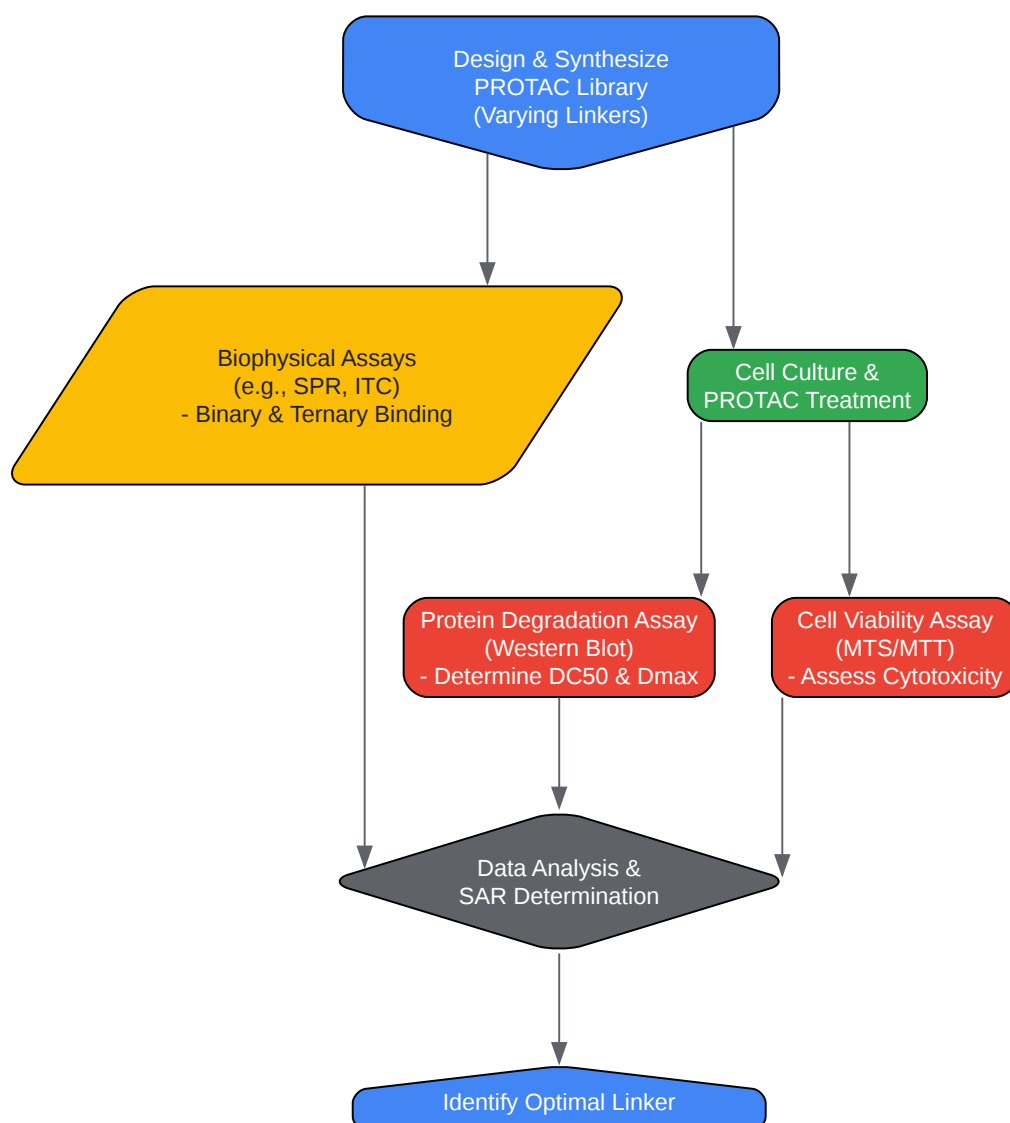 Design & Synthesize
PROTAC Library
(Varying Linkers)
Biophysical Assays
(e.g., SPR, ITC)
- Binary & Ternary Binding
Cell Culture &
PROTAC Treatment
Protein Degradation Assay
(Western Blot)
- Determine DC50 & Dmax
Cell Viability Assay
(MTS/MTT)
- Assess Cytotoxicity
Data Analysis &
SAR Determination
Identify Optimal Linker